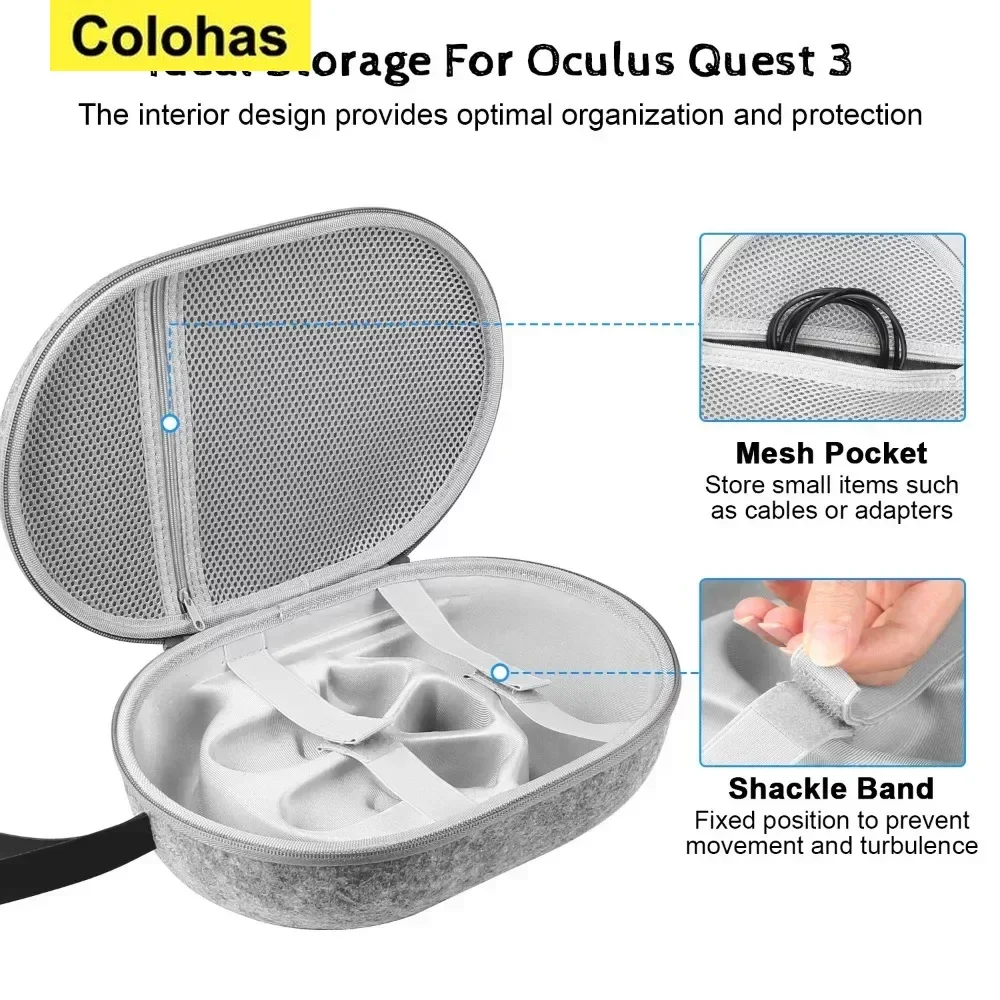 Colohas
Storage For Oculus Quest 3
The interior design provides optimal organization and protection
Mesh Pocket
Store small items such
as cables or adapters
Shackle Band
Fixed position to prevent
movement and turbulence